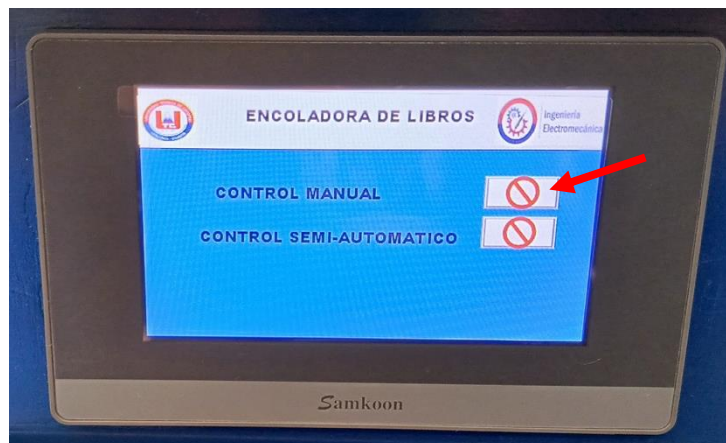 ENCOLADORA DE LIBROS
Ingeniería
Electromecánica
CONTROL MANUAL
CONTROL SEMI-AUTOMATICO
Samkoon